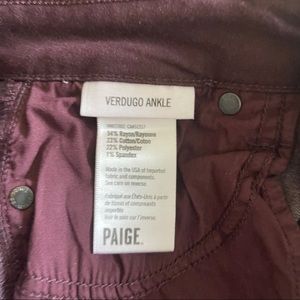 VERDUGO ANKLE
54% Rayon/Rayonne
23% Cotton/Coton
22% Polyester
1% Spandex
Made in the USA of Imported
fabric and components.
See care on reverse.
Fabriqué aux États-Unis à partir
de tissus et composants
importés
Voir le soin sur l'inverse.
PAIGE